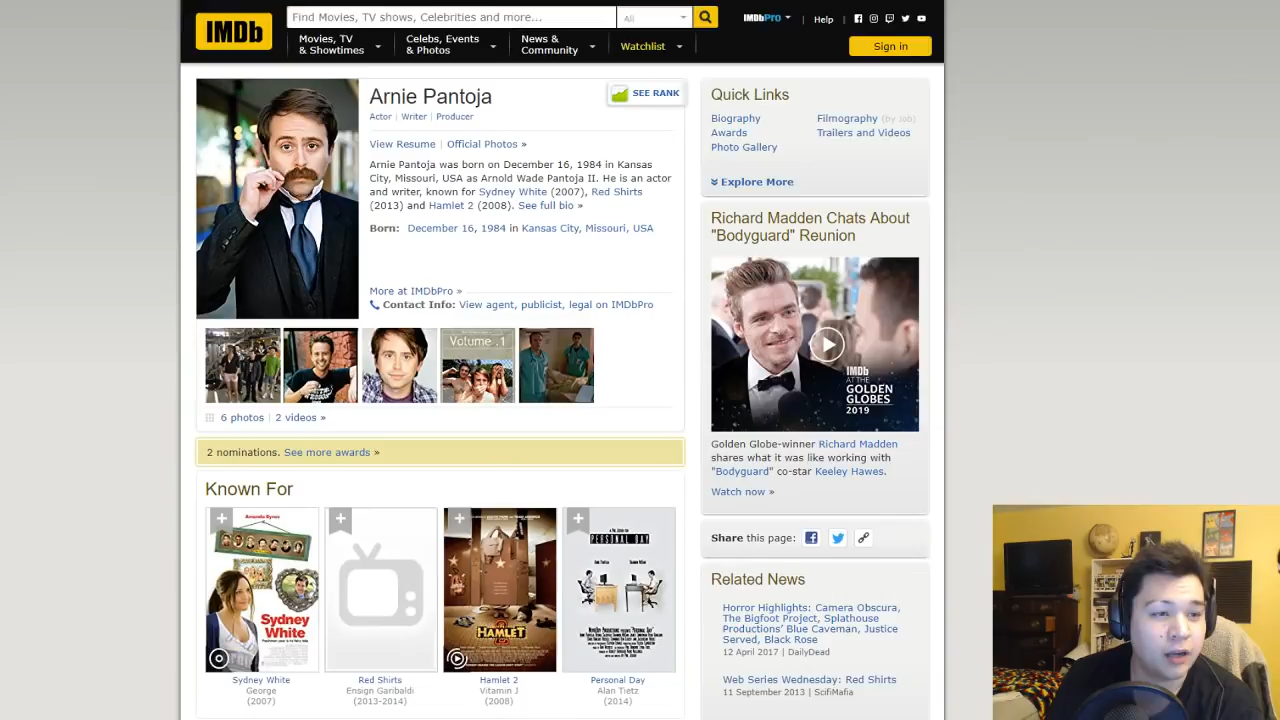 IMDb
Find Movies, TV shows, Celebrities and more...
All
IMDbPro
Help
Movies, TV
& Showtimes
Celebs, Events
& Photos
News &
Community
Watchlist
Sign in
Arnie Pantoja
SEE RANK
Actor | Writer | Producer
View Resume | Official Photos »
Arnie Pantoja was born on December 16, 1984 in Kansas
City, Missouri, USA as Arnold Wade Pantoja II. He is an actor
and writer, known for Sydney White (2007), Red Shirts
(2013) and Hamlet 2 (2008). See full bio »
Born: December 16, 1984 in Kansas City, Missouri, USA
More at IMDbPro »
Contact Info: View agent, publicist, legal on IMDbPro
Volume .1
6 photos | 2 videos »
2 nominations. See more awards »
Known For
Amanda Bynes
Sydney
White
HAMLET
2
PERSONAL DAY
Sydney White
George
(2007)
Red Shirts
Ensign Garibaldi
(2013-2014)
Hamlet 2
Vitamin J
(2008)
Personal Day
Alan Tietz
(2014)
Quick Links
Biography
Filmography (by Job)
Awards
Trailers and Videos
Photo Gallery
Explore More
Richard Madden Chats About
"Bodyguard" Reunion
IMDb
AT THE
GOLDEN
GLOBES
2019
Golden Globe-winner Richard Madden
shares what it was like working with
"Bodyguard" co-star Keeley Hawes.
Watch now »
Share this page:
Related News
Horror Highlights: Camera Obscura,
The Bigfoot Project, Splathouse
Productions' Blue Caveman, Justice
Served, Black Rose
12 April 2017 | DailyDead
Web Series Wednesday: Red Shirts
11 September 2013 | ScifiMafia